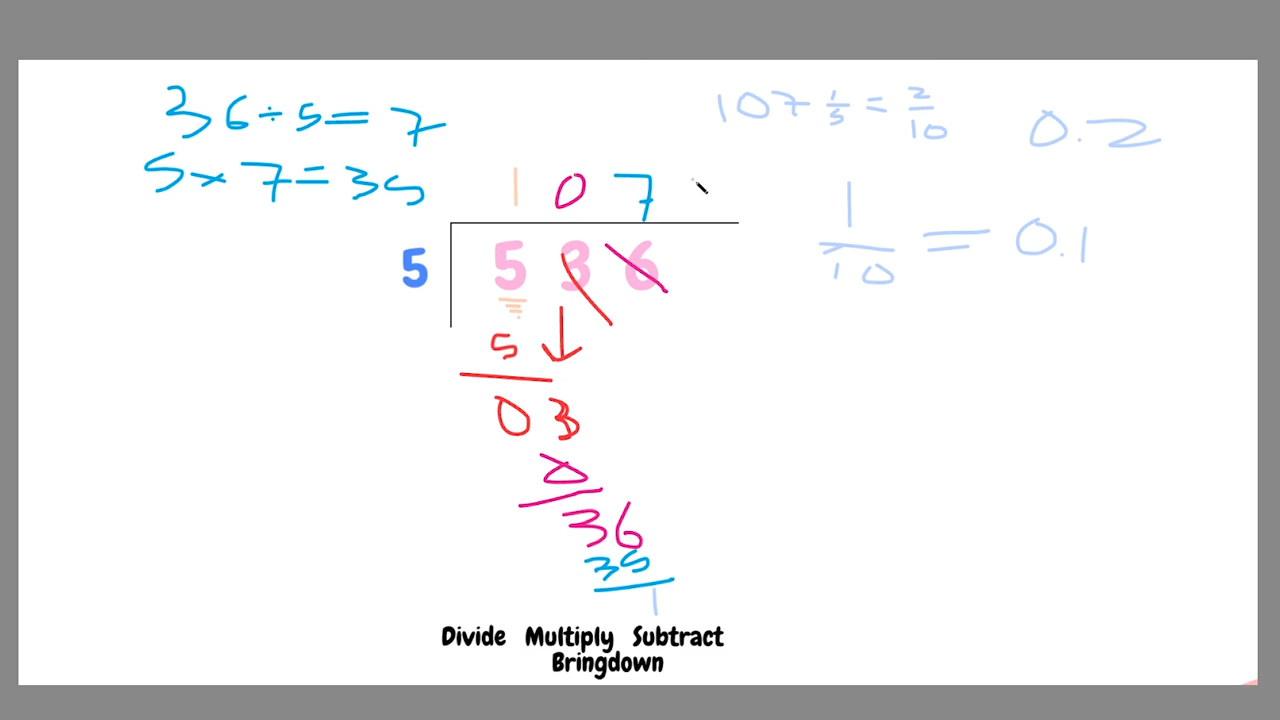 36÷5=7
5×7=35
107 1/5 = 2/10
0.2
1/10 = 0.1
107
5 536
5
03
0
36
35
1
Divide Multiply Subtract
Bringdown